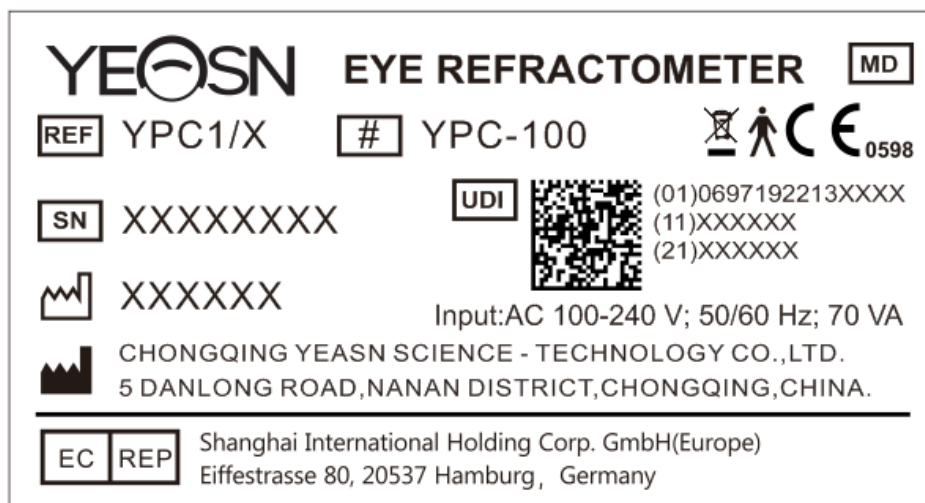 YEOSN EYE REFRACTOMETER MD
REF YPC1/X # YPC-100 CE 0598
SN XXXXXXXX
UDI (01)0697192213XXXX
(11)XXXXXX
(21)XXXXXX
XXXXXX
Input:AC 100-240 V; 50/60 Hz; 70 VA
CHONGQING YEASN SCIENCE - TECHNOLOGY CO.,LTD.
5 DANLONG ROAD,NANAN DISTRICT,CHONGQING,CHINA.
EC REP Shanghai International Holding Corp. GmbH(Europe)
Eiffestrasse 80, 20537 Hamburg, Germany